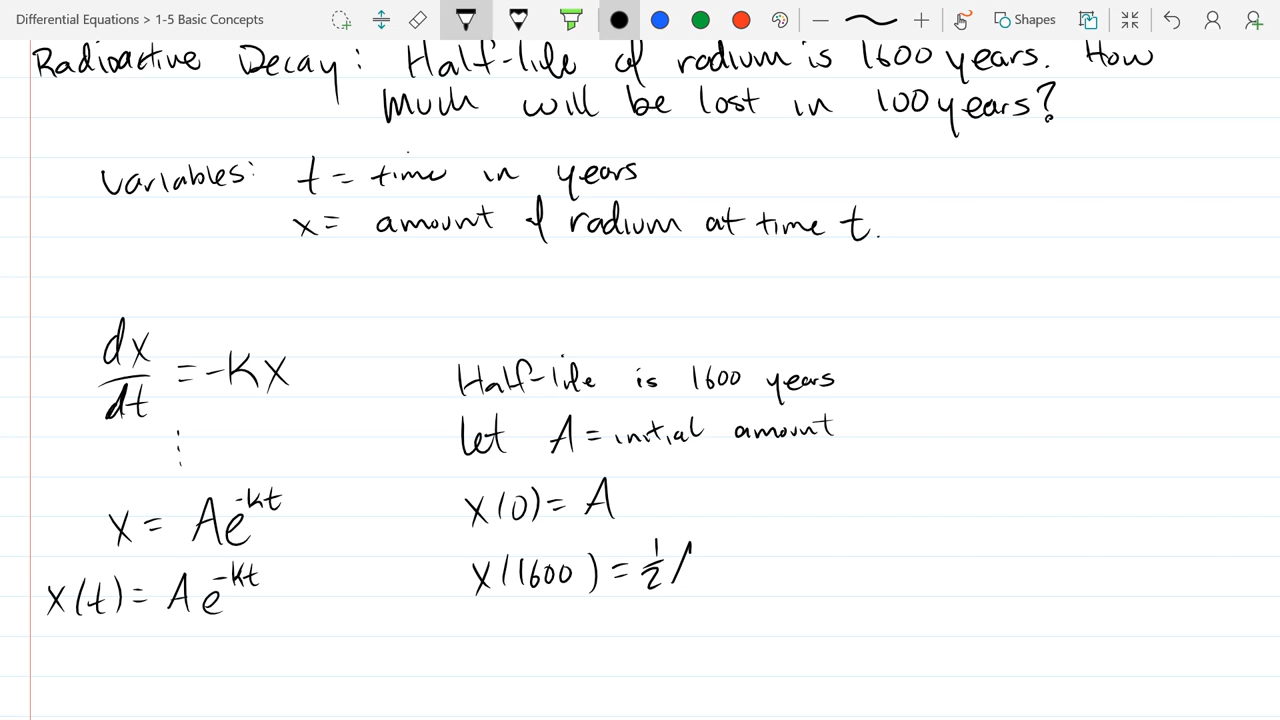 Differential Equations > 1-5 Basic Concepts
Shapes
Radioactive Decay: Half-life of radium is 1600 years. How
much will be lost in 100 years?
Variables: t = time in years
x = amount of radium at time t.
dx/dt = -Kx
⋮
x = Ae^{-kt}
x(t) = Ae^{-kt}
Half-life is 1600 years
let A = initial amount
x(0) = A
x(1600) = 1/2 /